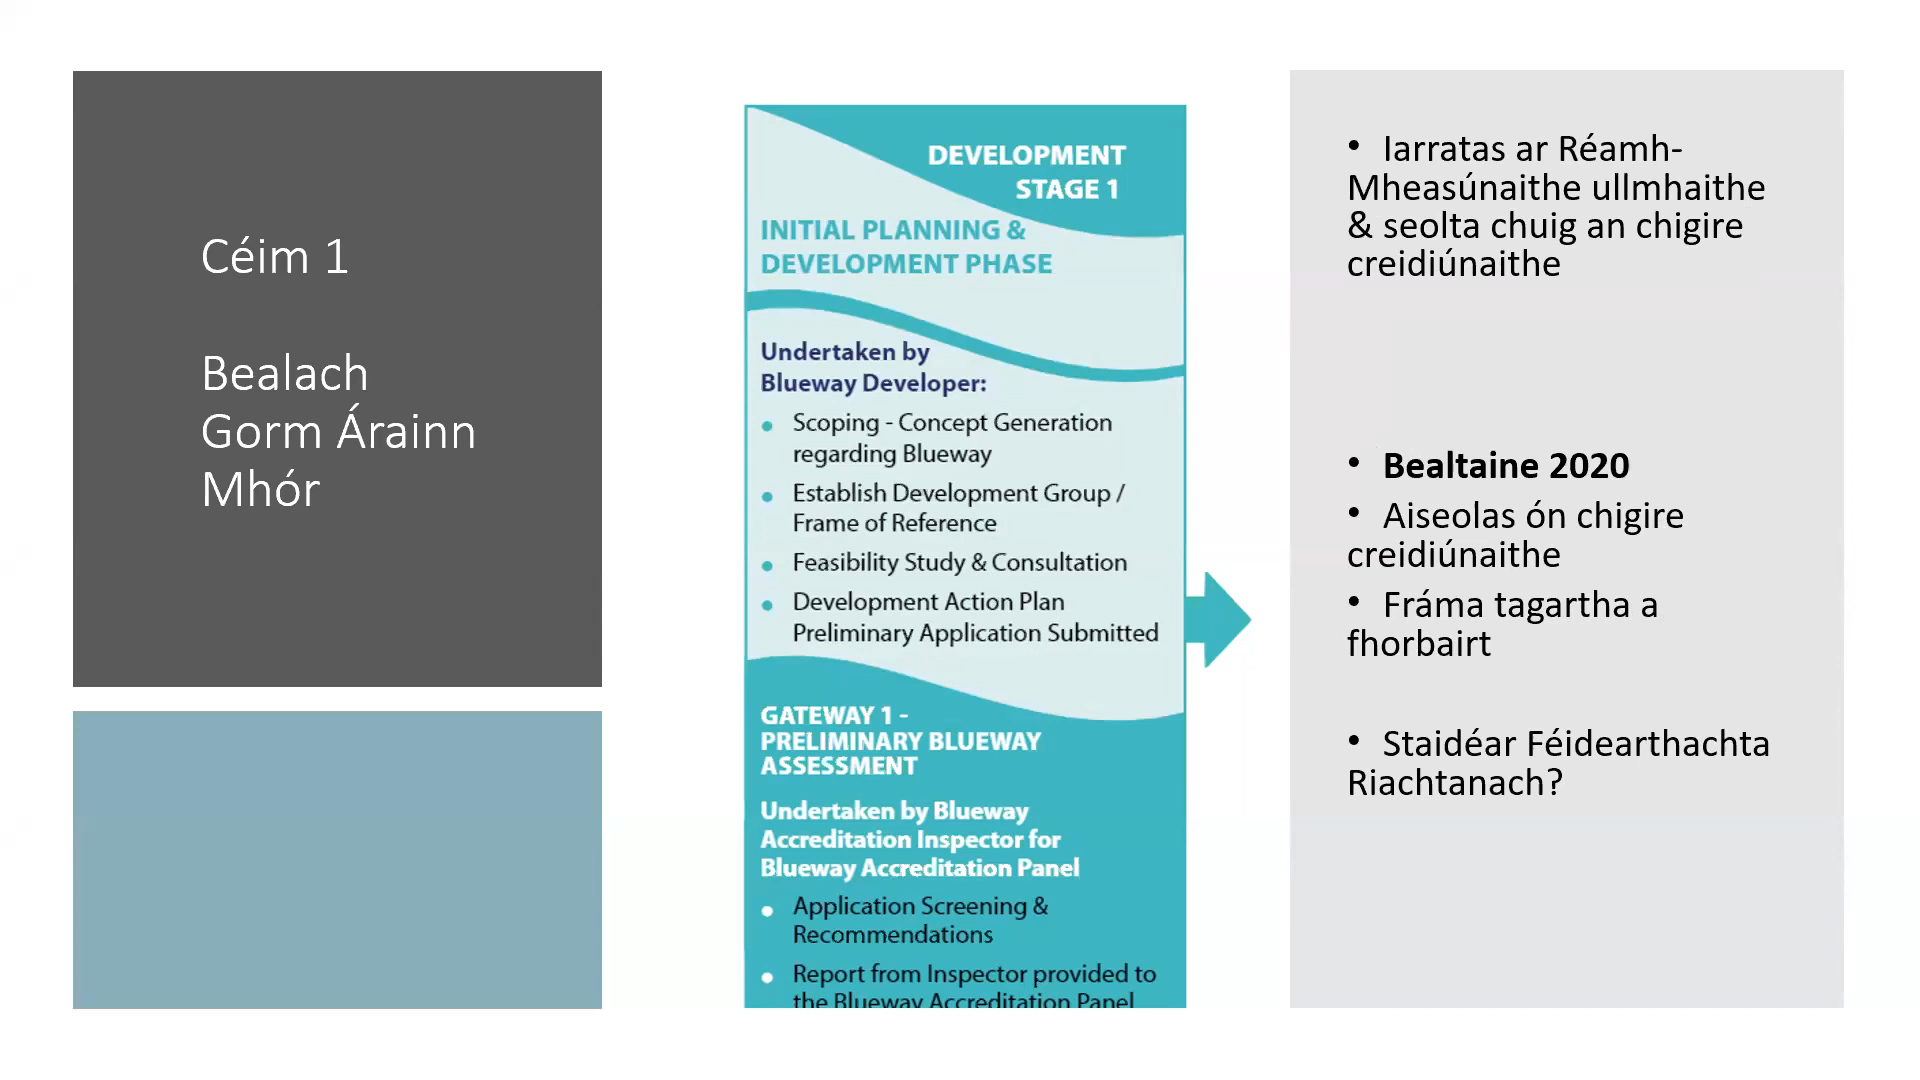 Céim 1
Bealach
Gorm Árainn
Mhór
DEVELOPMENT
STAGE 1
INITIAL PLANNING &
DEVELOPMENT PHASE
Undertaken by
Blueway Developer:
• Scoping - Concept Generation
regarding Blueway
• Establish Development Group /
Frame of Reference
• Feasibility Study & Consultation
• Development Action Plan
Preliminary Application Submitted
GATEWAY 1 -
PRELIMINARY BLUEWAY
ASSESSMENT
Undertaken by Blueway
Accreditation Inspector for
Blueway Accreditation Panel
• Application Screening &
Recommendations
• Report from Inspector provided to
the Blueway Accreditation Panel
• Iarratas ar Réamh-
Mheasúnaithe ullmhaithe
& seolta chuig an chigire
creidiúnaithe
• Bealtaine 2020
• Aiseolas ón chigire
creidiúnaithe
• Fráma tagartha a
fhorbairt
• Staidéar Féidearthachta
Riachtanach?